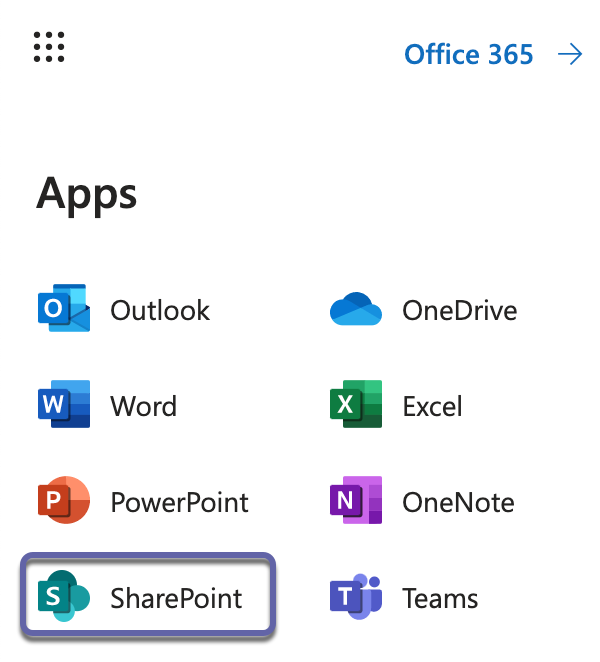 Office 365 →
Apps
O Outlook
OneDrive
W Word
X Excel
P PowerPoint
N OneNote
S SharePoint
T Teams